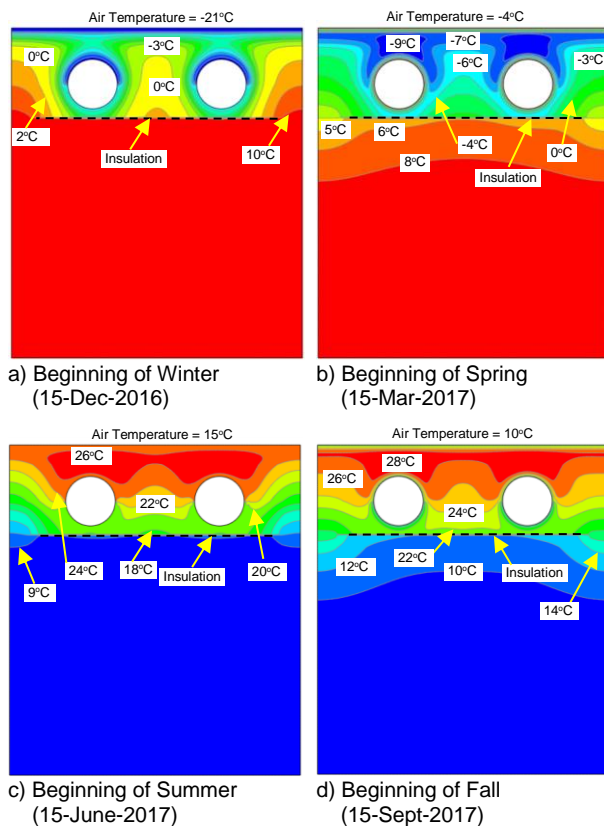 Air Temperature = -21°C
0°C
-3°C
0°C
2°C
Insulation
10°C
a) Beginning of Winter
(15-Dec-2016)
Air Temperature = -4°C
-9°C
-7°C
-6°C
-3°C
5°C
6°C
-4°C
0°C
8°C
Insulation
b) Beginning of Spring
(15-Mar-2017)
Air Temperature = 15°C
26°C
22°C
24°C
18°C
Insulation
20°C
9°C
c) Beginning of Summer
(15-June-2017)
Air Temperature = 10°C
28°C
26°C
24°C
12°C
22°C
10°C
Insulation
14°C
d) Beginning of Fall
(15-Sept-2017)